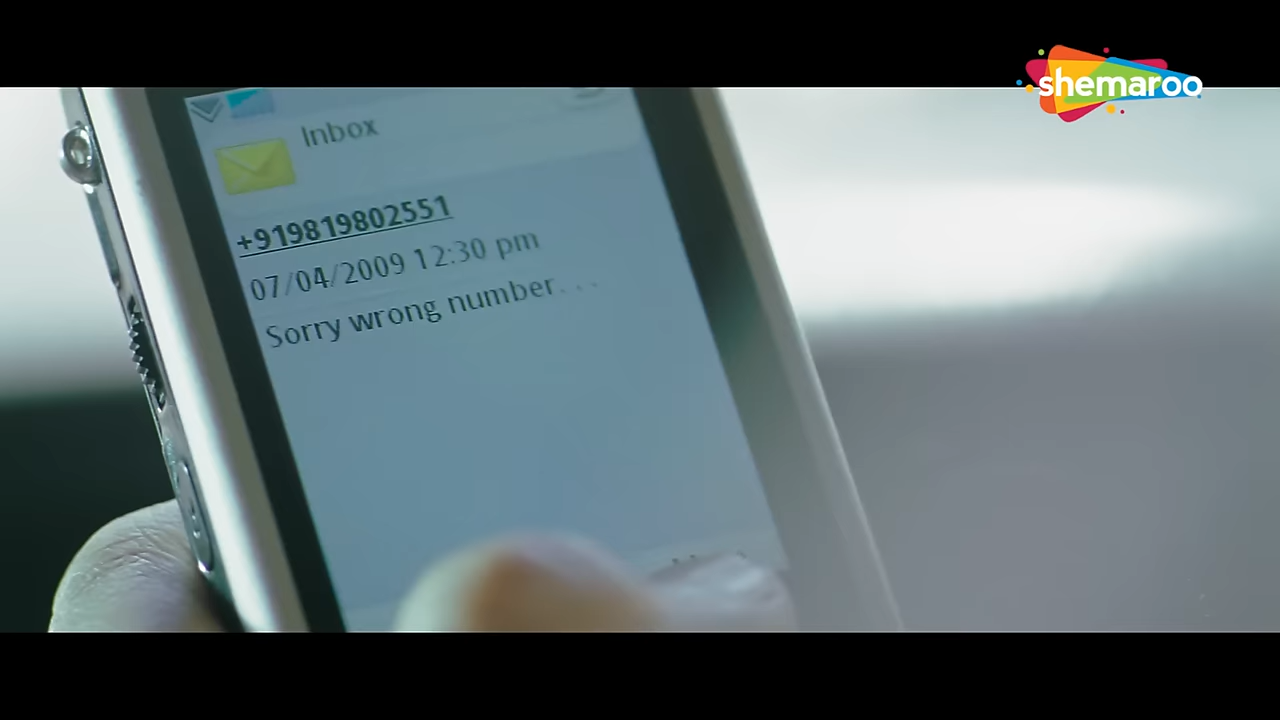 shemaroo
Inbox
+919819802551
07/04/2009 12:30 pm
Sorry wrong number...